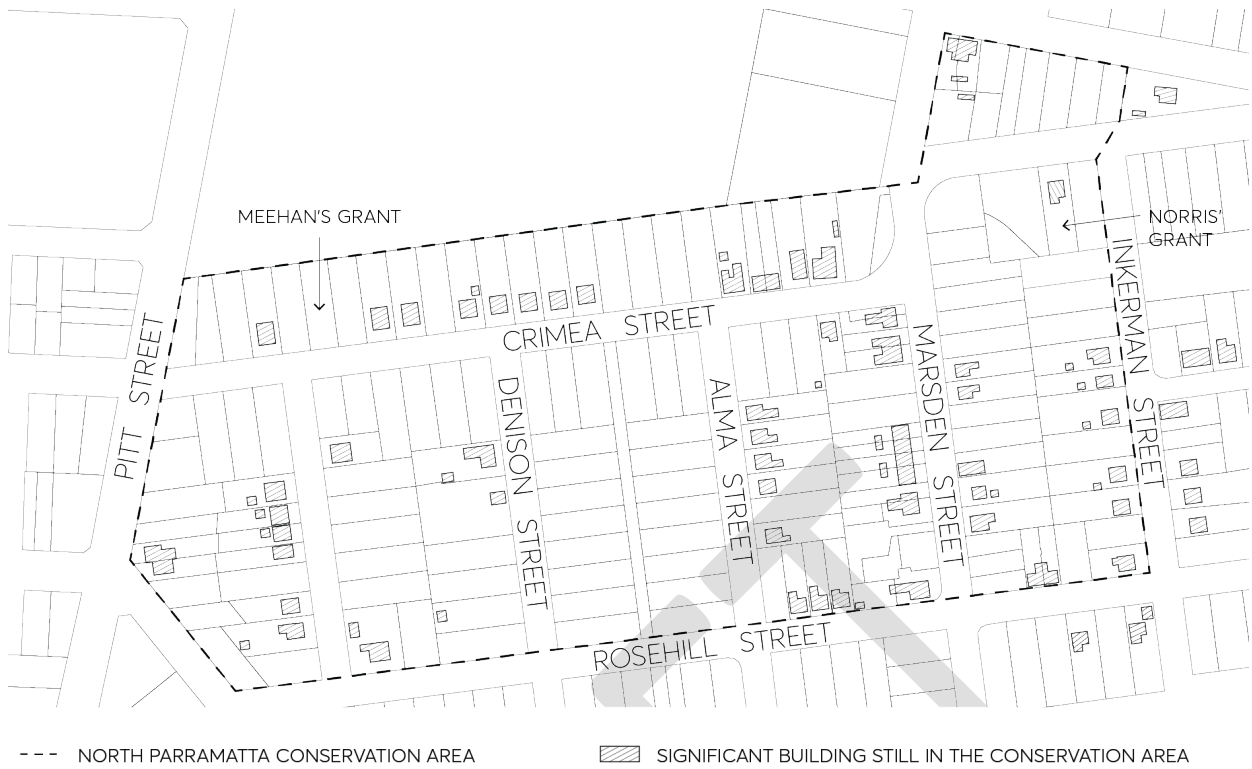 MEEHAN'S GRANT
NORRIS'
GRANT
PITT STREET
CRIMEA STREET
DENISON STREET
ALMA STREET
MARSDEN STREET
INKERMAN STREET
ROSEHILL STREET
NORTH PARRAMATTA CONSERVATION AREA
SIGNIFICANT BUILDING STILL IN THE CONSERVATION AREA